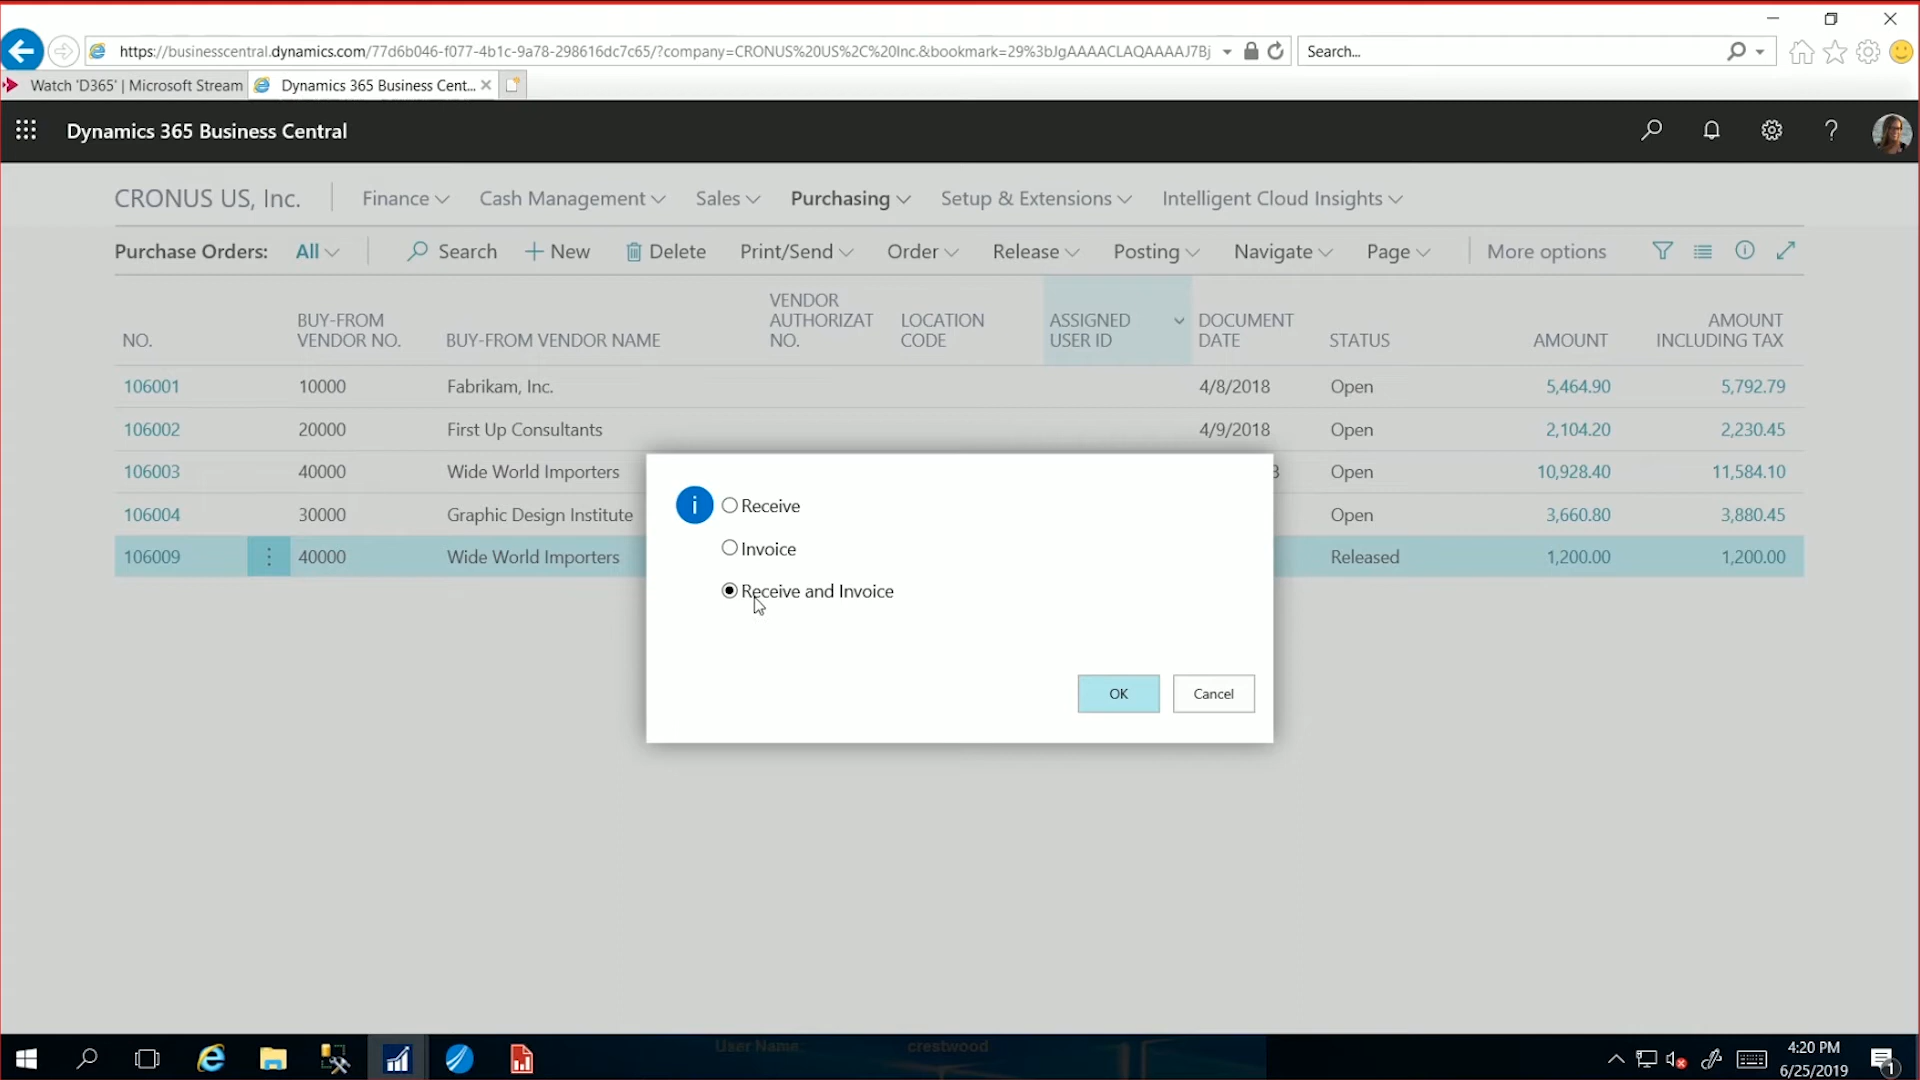 https://businesscentral.dynamics.com/77d6b046-f077-4b1c-9a78-298616dc7c65/?company=CRONUS%20US%2C%20Inc.&bookmark=29%3bJgAAAACLAQAAAAJ7Bj
Search...
Watch 'D365' | Microsoft Stream
Dynamics 365 Business Cent...
Dynamics 365 Business Central
CRONUS US, Inc.
Finance
Cash Management
Sales
Purchasing
Setup & Extensions
Intelligent Cloud Insights
Purchase Orders:
All
Search
New
Delete
Print/Send
Order
Release
Posting
Navigate
Page
More options
NO.
BUY-FROM
VENDOR NO.
BUY-FROM VENDOR NAME
VENDOR
AUTHORIZAT
NO.
LOCATION
CODE
ASSIGNED
USER ID
DOCUMENT
DATE
STATUS
AMOUNT
AMOUNT
INCLUDING TAX
106001 10000 Fabrikam, Inc. 4/8/2018 Open 5,464.90 5,792.79
106002 20000 First Up Consultants 4/9/2018 Open 2,104.20 2,230.45
106003 40000 Wide World Importers 3 Open 10,928.40 11,584.10
106004 30000 Graphic Design Institute Open 3,660.80 3,880.45
106009 40000 Wide World Importers Released 1,200.00 1,200.00
i
Receive
Invoice
Receive and Invoice
OK
Cancel
User Name: crestwood
4:20 PM
6/25/2019
1